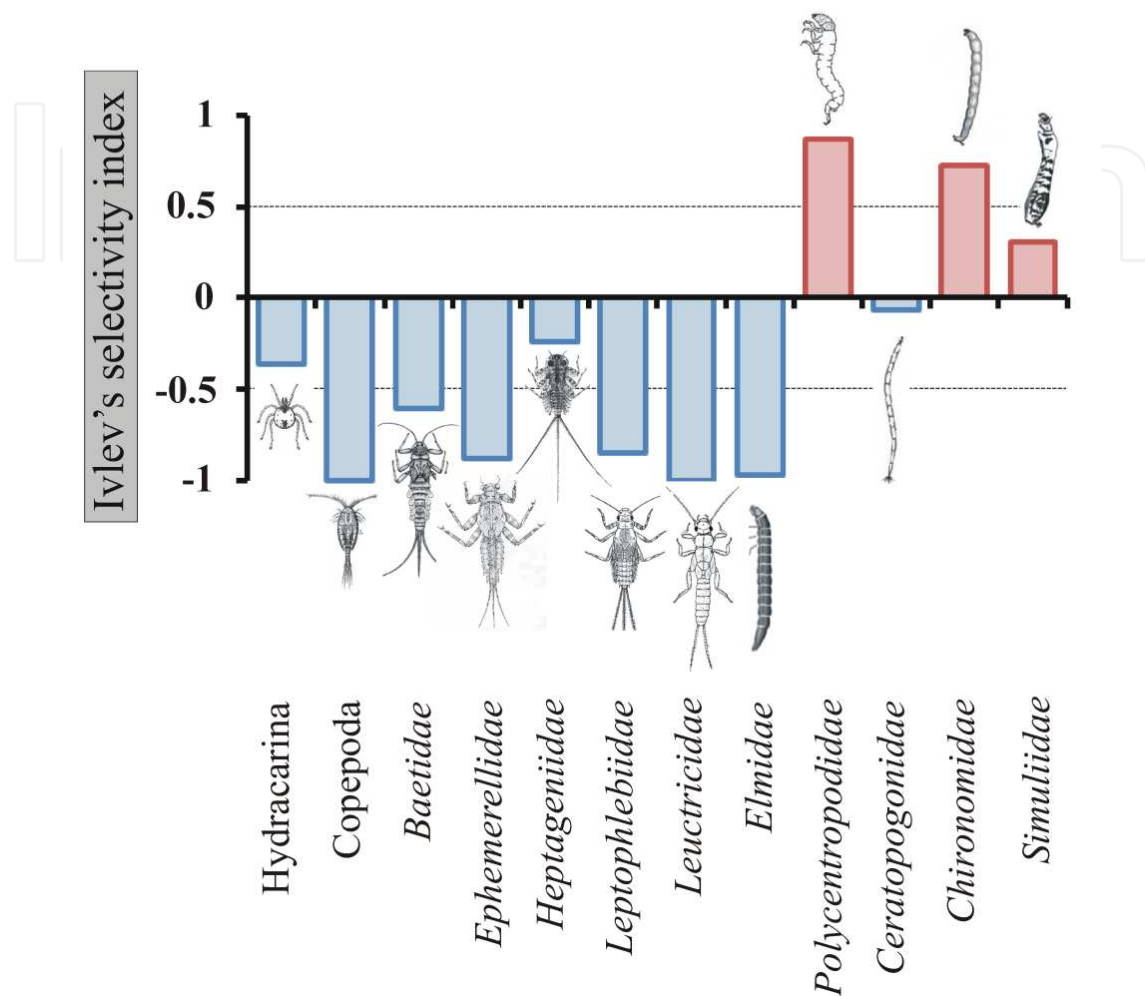 Ivlev's selectivity index
1
0.5
0
-0.5
-1
Hydracarina
Copepoda
Baetidae
Ephemerellidae
Heptageniidae
Leptophlebiidae
Leuctricidae
Elmidae
Polycentropodidae
Ceratopogonidae
Chironomidae
Simuliidae